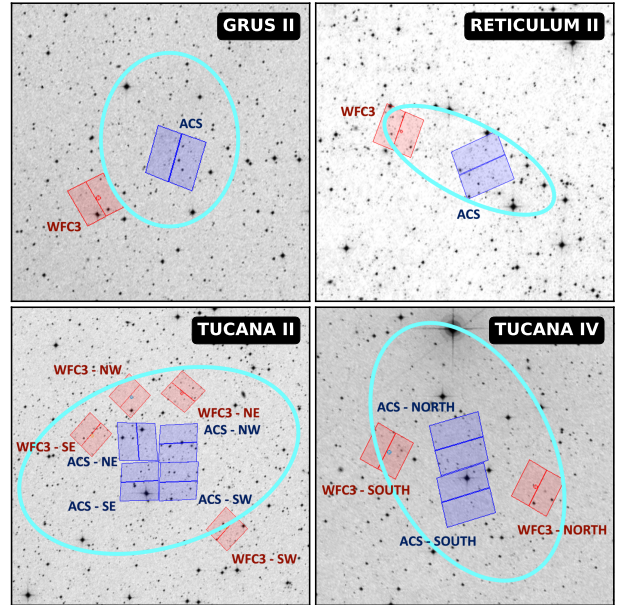 GRUS II
ACS
WFC3
RETICULUM II
WFC3
ACS
TUCANA II
WFC3 - NW
WFC3 - NE
ACS - NW
WFC3 - SE
ACS - NE
ACS - SE
ACS - SW
WFC3 - SW
TUCANA IV
ACS - NORTH
WFC3 - SOUTH
WFC3 - NORTH
ACS - SOUTH